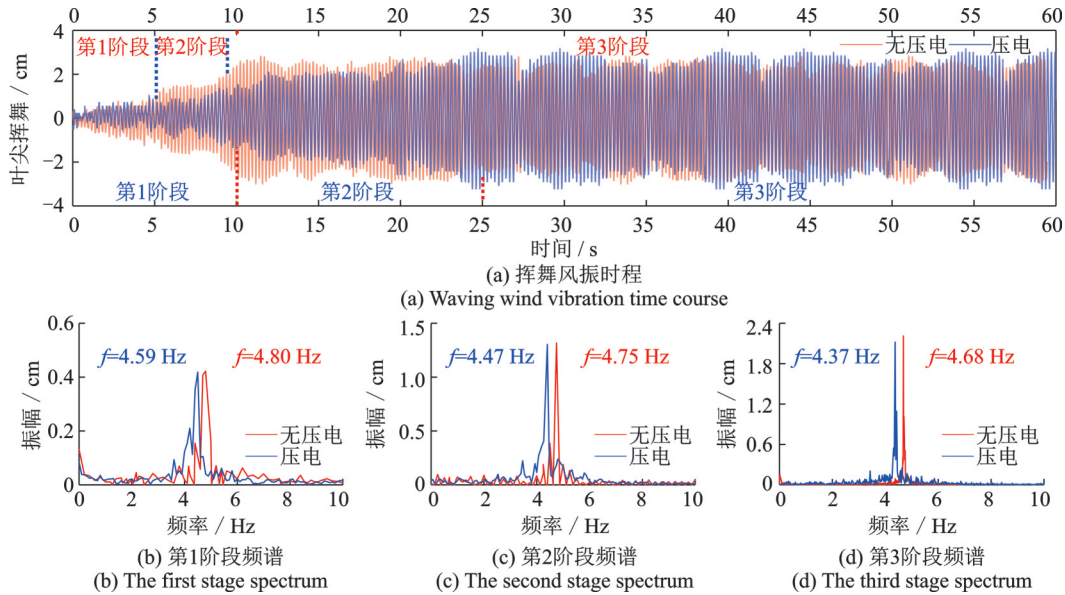 0 5 10 15 20 25 30 35 40 45 50 55 60
4
2
0
−2
−4
叶尖挥舞 / cm
第1阶段 第2阶段 第3阶段
无压电 压电
第1阶段 第2阶段 第3阶段
0 5 10 15 20 25 30 35 40 45 50 55 60
时间 / s
(a) 挥舞风振时程
(a) Waving wind vibration time course
0.6
0.4
0.2
0
振幅 / cm
f=4.59 Hz f=4.80 Hz
无压电
压电
0 2 4 6 8 10
频率 / Hz
(b) 第1阶段频谱
(b) The first stage spectrum
1.5
1.0
0.5
0
振幅 / cm
f=4.47 Hz f=4.75 Hz
无压电
压电
0 2 4 6 8 10
频率 / Hz
(c) 第2阶段频谱
(c) The second stage spectrum
2.4
1.8
1.2
0.6
0
振幅 / cm
f=4.37 Hz f=4.68 Hz
无压电
压电
0 2 4 6 8 10
频率 / Hz
(d) 第3阶段频谱
(d) The third stage spectrum